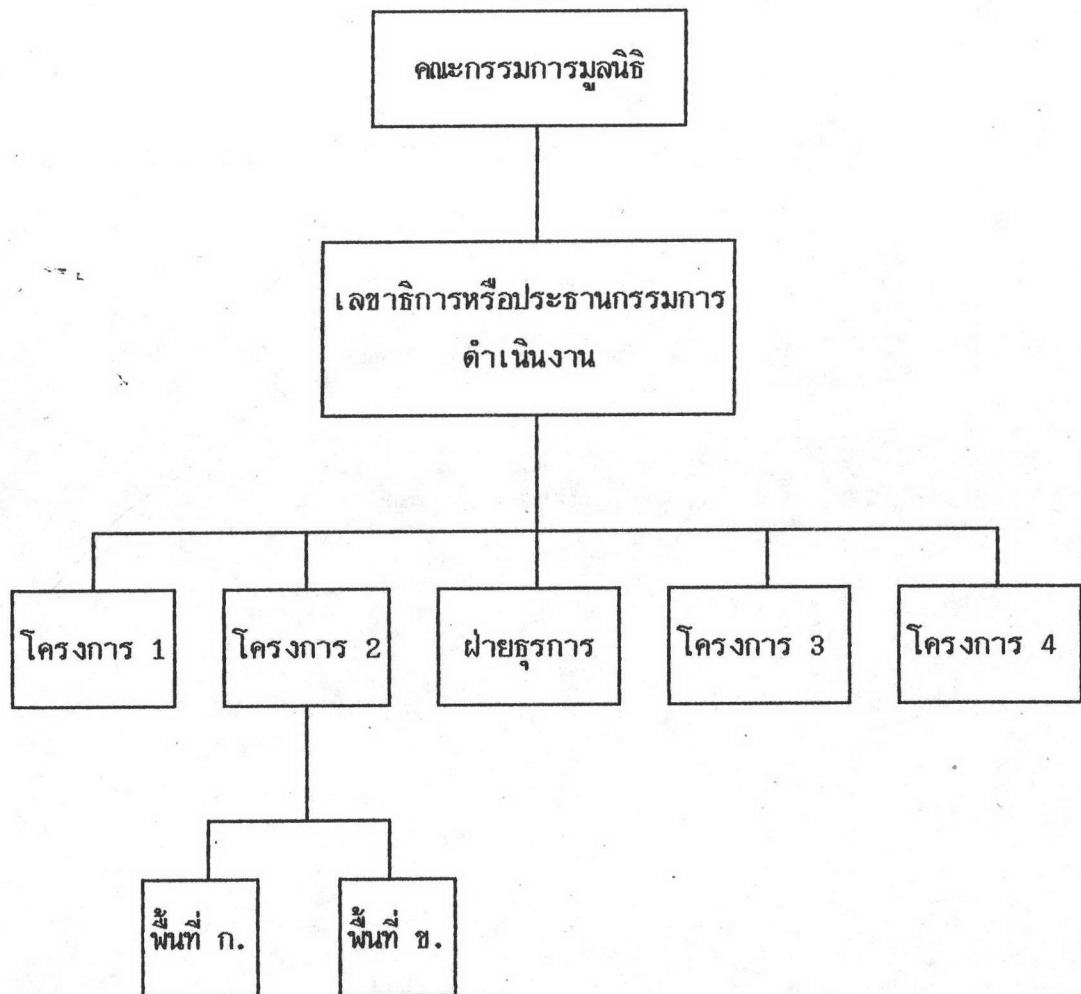 คณะกรรมการมูลนิธิ
เลขาธิการหรือประธานกรรมการ
ดำเนินงาน
โครงการ 1
โครงการ 2
ฝ่ายธุรการ
โครงการ 3
โครงการ 4
พื้นที่ ก.
พื้นที่ ข.